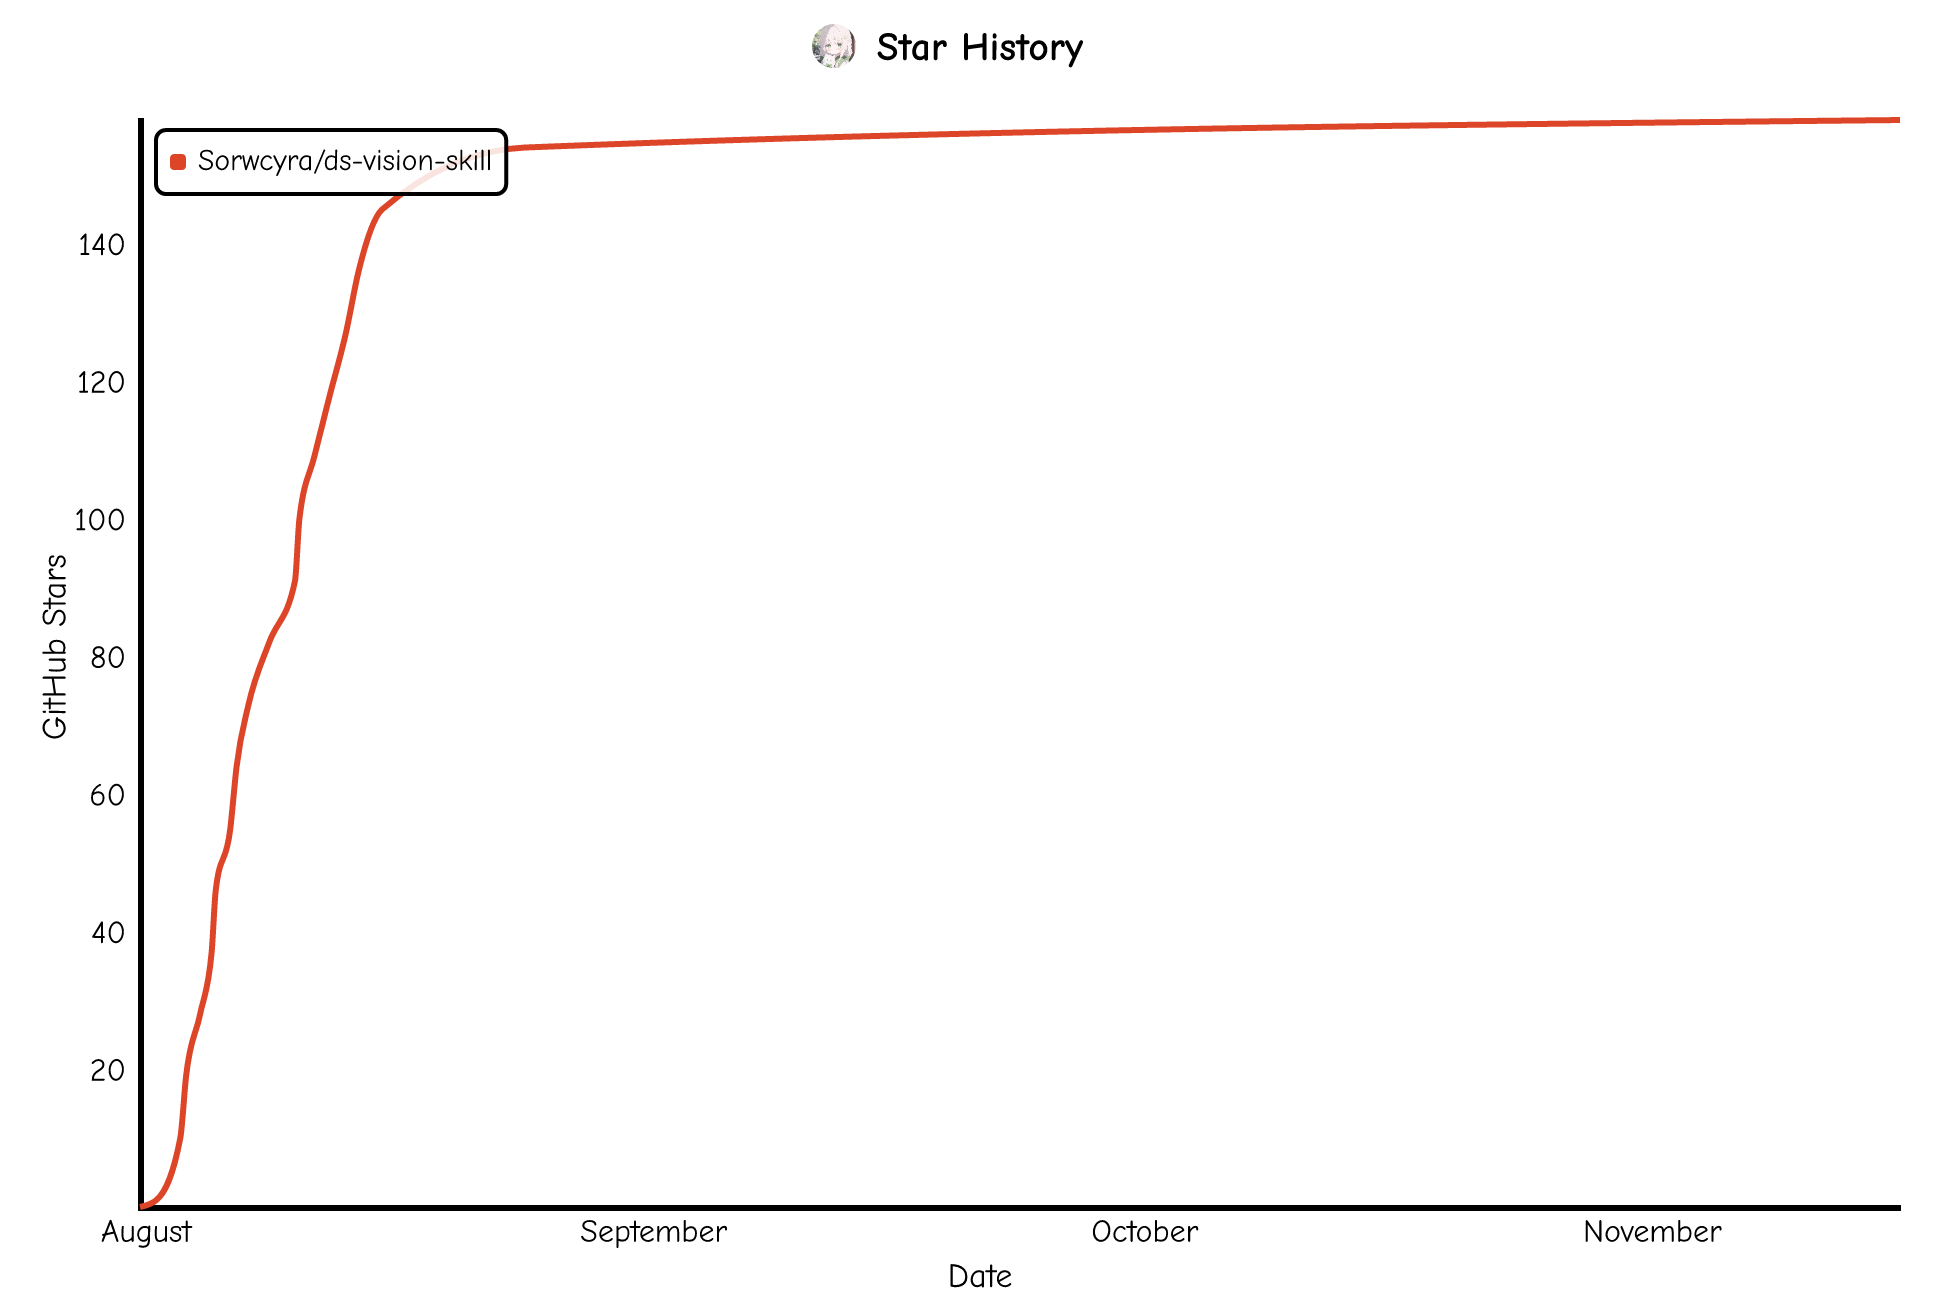 Star History
Sorwcyra/ds-vision-skill
140
120
100
80
60
40
20
GitHub Stars
August
September
October
November
Date